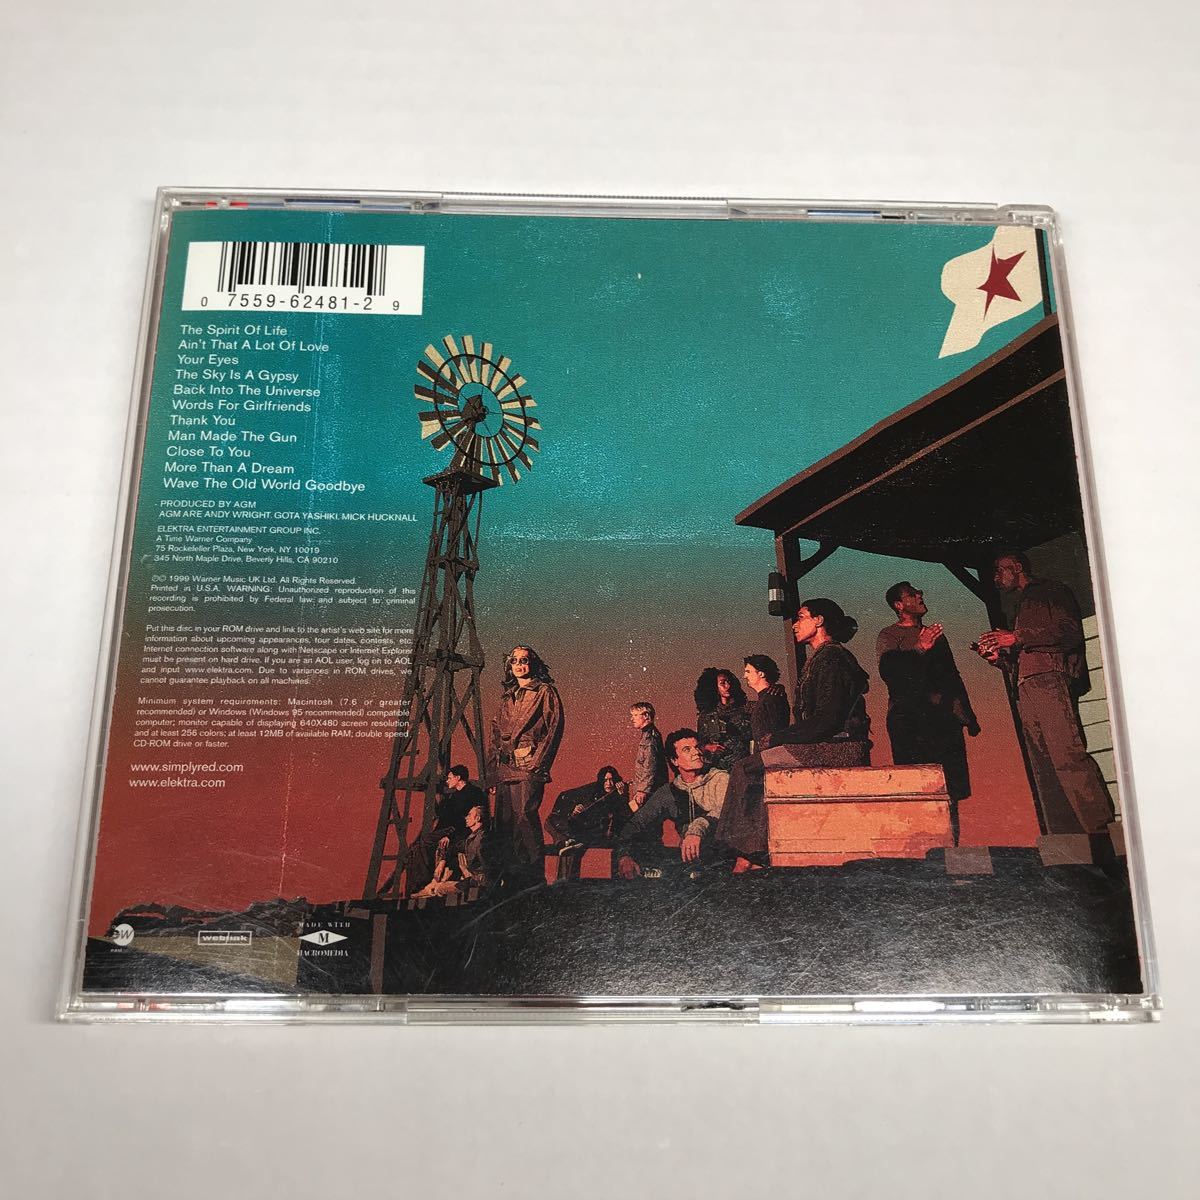 0 7559-62481-2 9
The Spirit Of Life
Ain't That A Lot Of Love
Your Eyes
The Sky Is A Gypsy
Back Into The Universe
Words For Girlfriends
Thank You
Man Made The Gun
Close To You
More Than A Dream
Wave The Old World Goodbye
PRODUCED BY AGM
AGM ARE ANDY WRIGHT, GOTA YASHIKI, MICK HUCKNALL
ELEKTRA ENTERTAINMENT GROUP INC.
A Time Warner Company
75 Rockefeller Plaza, New York, NY 10019
345 North Maple Drive, Beverly Hills, CA 90210
℗© 1999 Warner Music UK Ltd. All Rights Reserved.
Printed in U.S.A. WARNING: Unauthorized reproduction of this
recording is prohibited by Federal law and subject to criminal
prosecution.
Put this disc in your ROM drive and link to the artist's web site for more
information about upcoming appearances, tour dates, contests, etc.
Internet connection software along with Netscape or Internet Explorer
must be present on hard drive. If you are an AOL user, log on to AOL
and input www.elektra.com. Due to variances in ROM drives, we
cannot guarantee playback on all machines.
Minimum system requirements: Macintosh (7.6 or greater
recommended) or Windows (Windows 95 recommended) compatible
computer; monitor capable of displaying 640X480 screen resolution
and at least 256 colors; at least 12MB of available RAM; double speed
CD-ROM drive or faster.
www.simplyred.com
www.elektra.com
ew
east
weblink
MADE WITH
M
MACROMEDIA